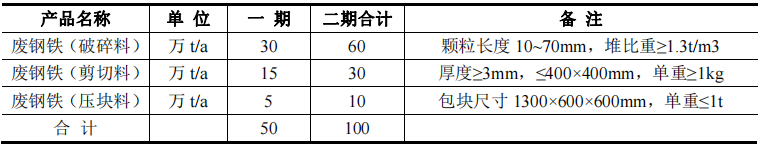 产品名称 单 位 一 期 二期合计 备 注
废钢铁（破碎料） 万 t/a 30 60 颗粒长度 10~70mm，堆比重≥1.3t/m3
废钢铁（剪切料） 万 t/a 15 30 厚度≥3mm，≤400×400mm，单重≥1kg
废钢铁（压块料） 万 t/a 5 10 包块尺寸 1300×600×600mm，单重≤1t
合 计 50 100